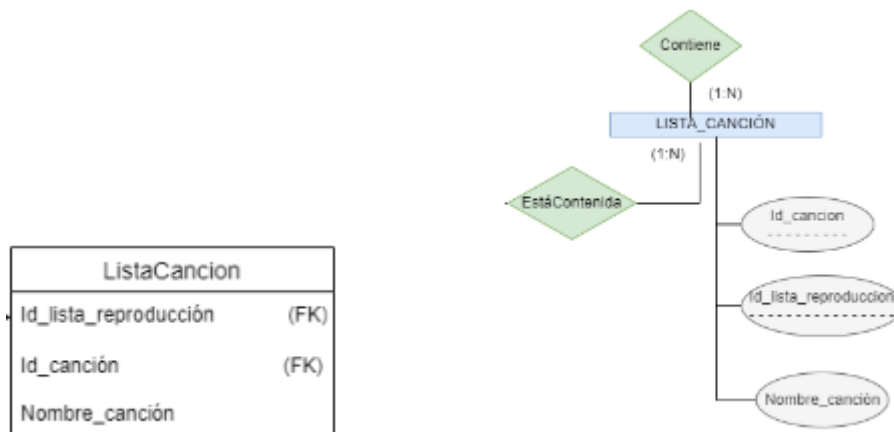 Contiene
(1:N)
LISTA_CANCIÓN
(1:N)
EstáContenida
Id_cancion
Id_lista_reproduccion
Nombre_canción
ListaCancion
Id_lista_reproducción (FK)
Id_canción (FK)
Nombre_canción